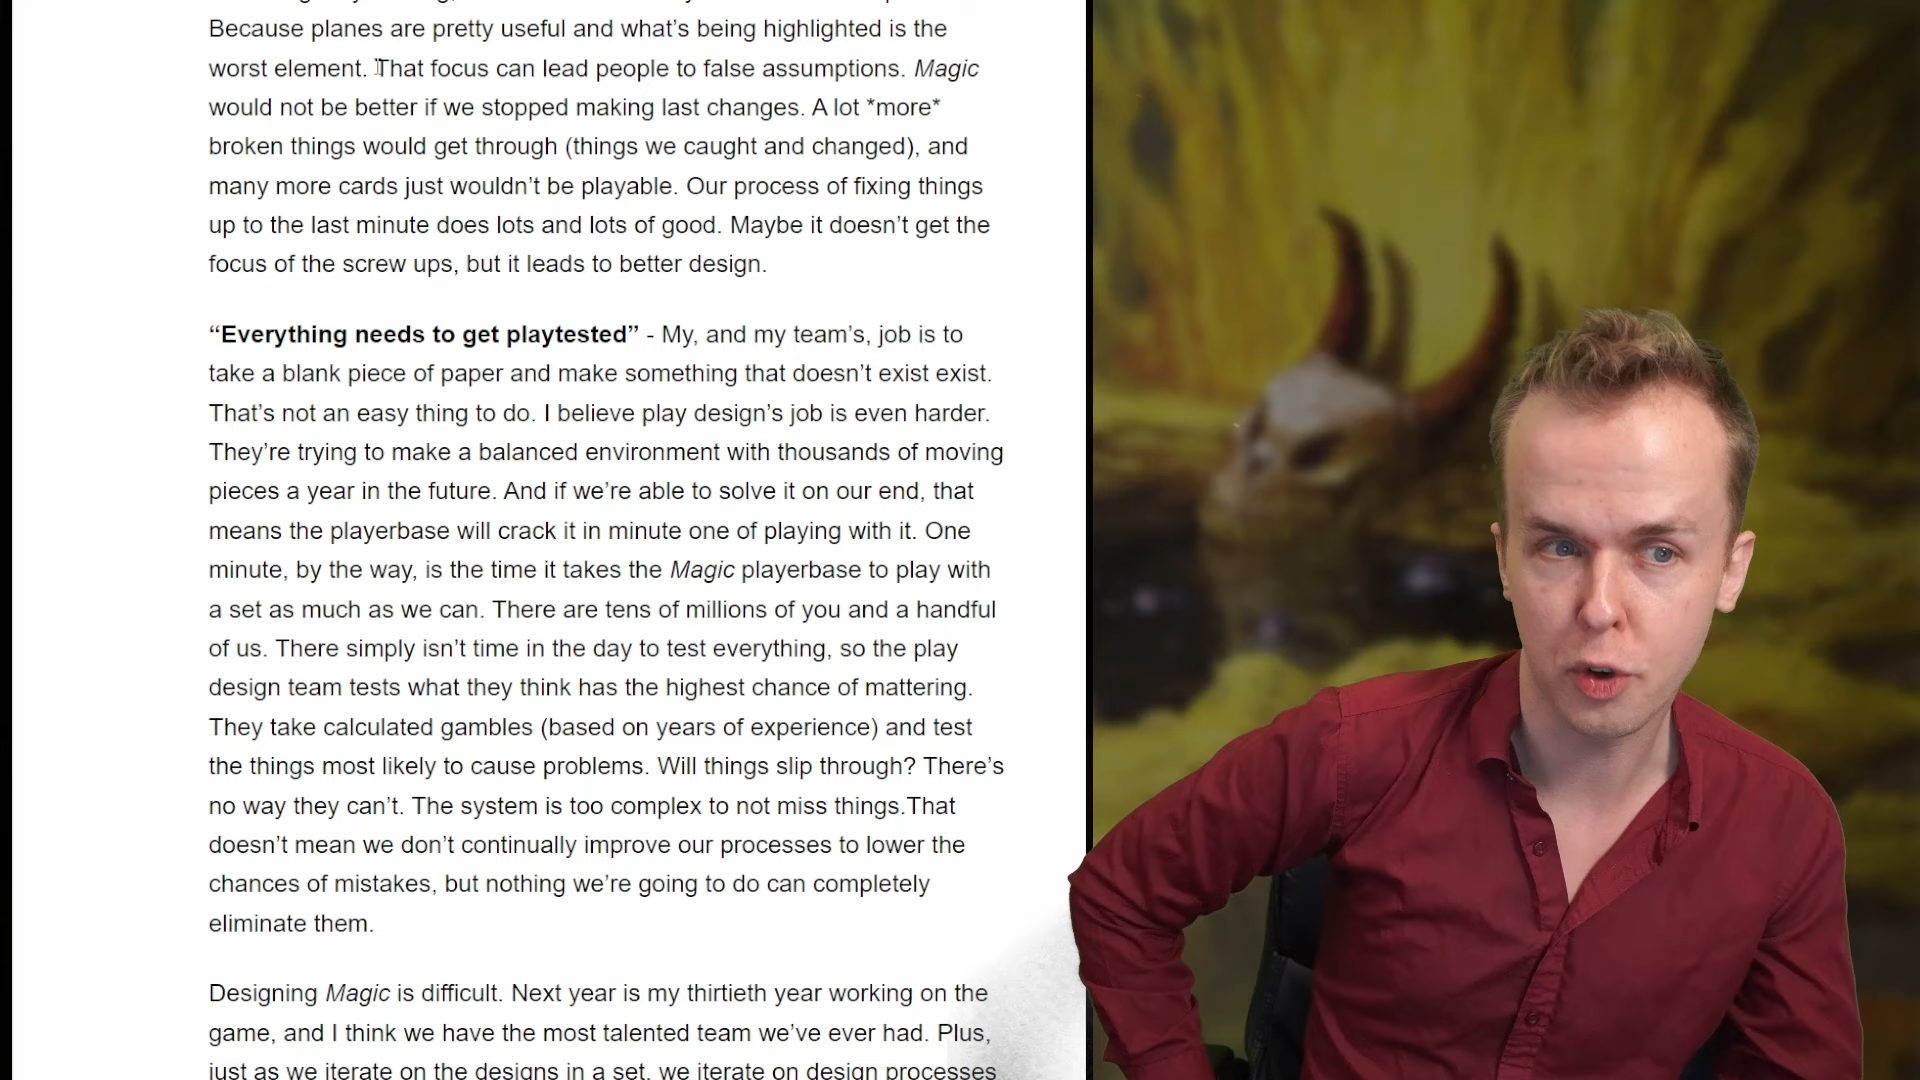 Because planes are pretty useful and what’s being highlighted is the
worst element. That focus can lead people to false assumptions. Magic
would not be better if we stopped making last changes. A lot *more*
broken things would get through (things we caught and changed), and
many more cards just wouldn’t be playable. Our process of fixing things
up to the last minute does lots and lots of good. Maybe it doesn’t get the
focus of the screw ups, but it leads to better design.
“Everything needs to get playtested” - My, and my team’s, job is to
take a blank piece of paper and make something that doesn’t exist exist.
That’s not an easy thing to do. I believe play design’s job is even harder.
They’re trying to make a balanced environment with thousands of moving
pieces a year in the future. And if we’re able to solve it on our end, that
means the playerbase will crack it in minute one of playing with it. One
minute, by the way, is the time it takes the Magic playerbase to play with
a set as much as we can. There are tens of millions of you and a handful
of us. There simply isn’t time in the day to test everything, so the play
design team tests what they think has the highest chance of mattering.
They take calculated gambles (based on years of experience) and test
the things most likely to cause problems. Will things slip through? There’s
no way they can’t. The system is too complex to not miss things.That
doesn’t mean we don’t continually improve our processes to lower the
chances of mistakes, but nothing we’re going to do can completely
eliminate them.
Designing Magic is difficult. Next year is my thirtieth year working on the
game, and I think we have the most talented team we’ve ever had. Plus,
just as we iterate on the designs in a set, we iterate on design processes